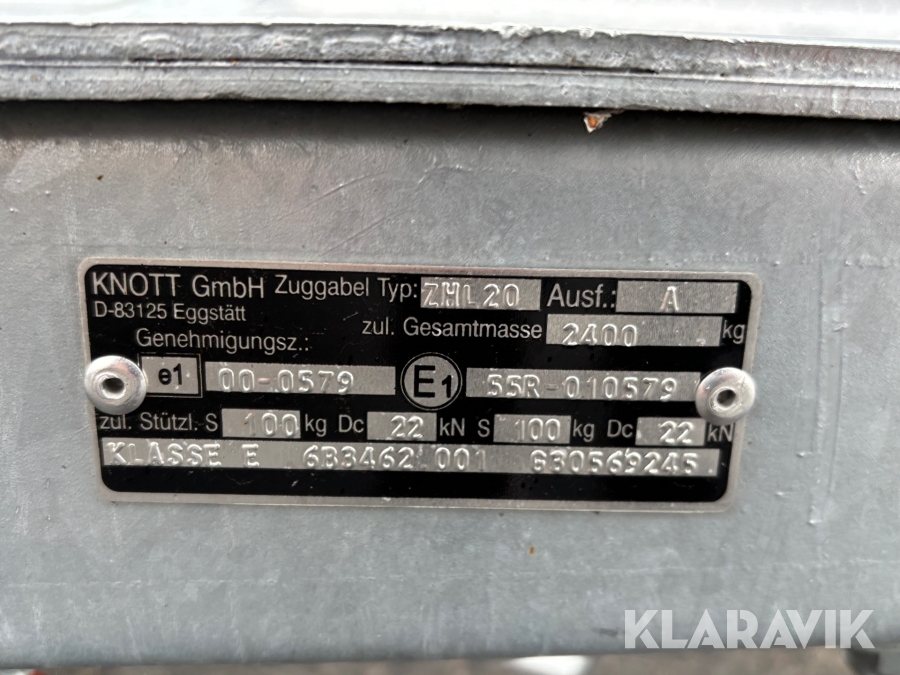 KNOTT GmbH Zuggabel Typ: ZHL20 Ausf.: A
D-83125 Eggstätt
zul. Gesamtmasse 2400 kg
Genehmigungsz.:
e1 00-0579 E1 55R-010579
zul. Stützl. S 100 kg Dc 22 kN S 100 kg Dc 22 kN
KLASSE E 6B3462.001 G30569245
KLARAVIK